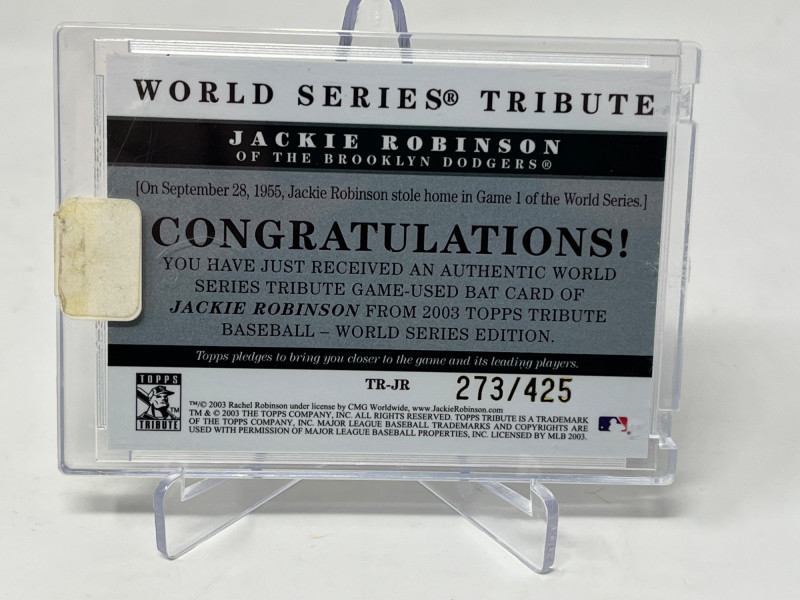 WORLD SERIES® TRIBUTE
JACKIE ROBINSON
OF THE BROOKLYN DODGERS®
[On September 28, 1955, Jackie Robinson stole home in Game 1 of the World Series.]
CONGRATULATIONS!
YOU HAVE JUST RECEIVED AN AUTHENTIC WORLD
SERIES TRIBUTE GAME-USED BAT CARD OF
JACKIE ROBINSON FROM 2003 TOPPS TRIBUTE
BASEBALL – WORLD SERIES EDITION.
Topps pledges to bring you closer to the game and its leading players.
TOPPS
TM
TRIBUTE
TR-JR 273/425
TM/© 2003 Rachel Robinson under license by CMG Worldwide, www.JackieRobinson.com
TM & © 2003 THE TOPPS COMPANY, INC. ALL RIGHTS RESERVED. TOPPS TRIBUTE IS A TRADEMARK
OF THE TOPPS COMPANY, INC. MAJOR LEAGUE BASEBALL TRADEMARKS AND COPYRIGHTS ARE
USED WITH PERMISSION OF MAJOR LEAGUE BASEBALL PROPERTIES, INC. LICENSED BY MLB 2003.